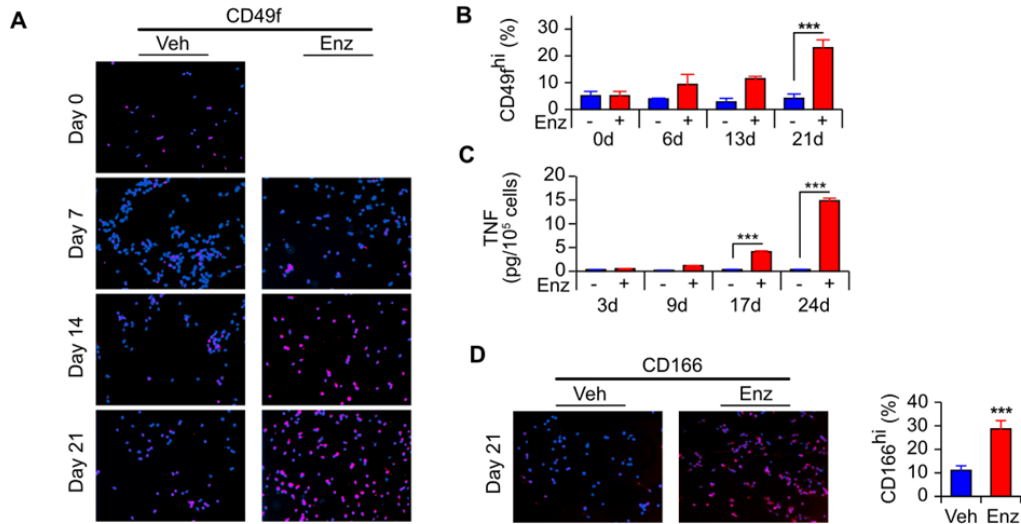 A
CD49f
Veh Enz
Day 0
Day 7
Day 14
Day 21
B
CD49f^hi (%)
30
20
10
0
***
Enz - + - + - + - +
0d 6d 13d 21d
C
TNF
(pg/10^5 cells)
20
15
10
5
0
***
***
Enz - + - + - + - +
3d 9d 17d 24d
D
CD166
Veh Enz
Day 21
CD166^hi (%)
40
30
20
10
0
***
Veh Enz